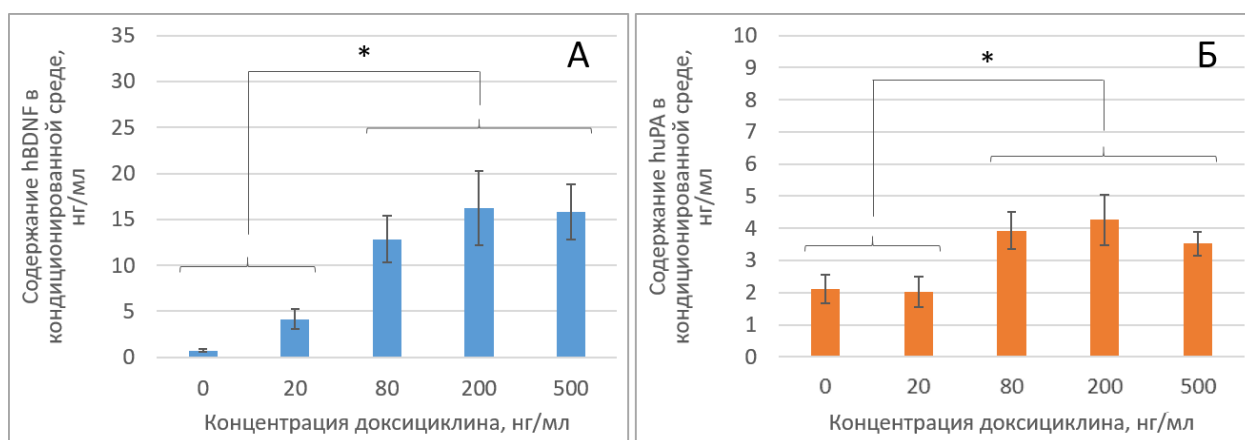 А
*
35
30
25
20
15
10
5
0
Содержание hBDNF в
кондиционированной среде,
нг/мл
0 20 80 200 500
Концентрация доксициклина, нг/мл
Б
*
10
9
8
7
6
5
4
3
2
1
0
Содержание huPA в
кондиционированной среде,
нг/мл
0 20 80 200 500
Концентрация доксициклина, нг/мл